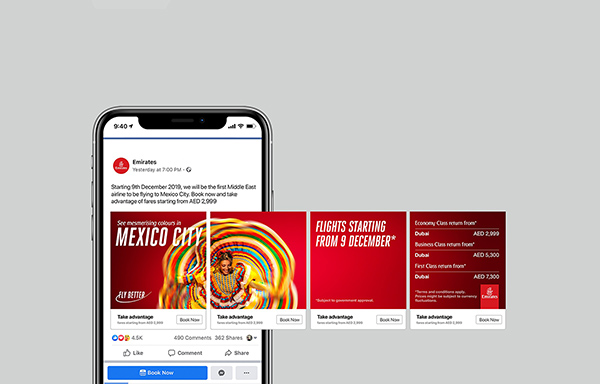 9:40
Emirates
Yesterday at 7:00 PM
Starting 9th December 2019, we will be the first Middle East
airline to be flying to Mexico City. Book now and take
advantage of fares starting from AED 2,999
See mesmerising colours in
MEXICO CITY
FLY BETTER
FLIGHTS STARTING
FROM 9 DECEMBER*
*Subject to government approval.
Economy Class return from*
Dubai AED 2,999
Business Class return from*
Dubai AED 5,300
First Class return from*
Dubai AED 7,300
*Terms and conditions apply.
Prices might be subject to currency
fluctuations.
Emirates
Take advantage
fares starting from AED 2,999
Book Now
Take advantage
fares starting from AED 2,999
Book Now
Take advantage
fares starting from AED 2,999
Book Now
Take advantage
fares starting from AED 2,999
Book Now
4.5K
490 Comments 362 Shares
Like Comment Share
Book Now